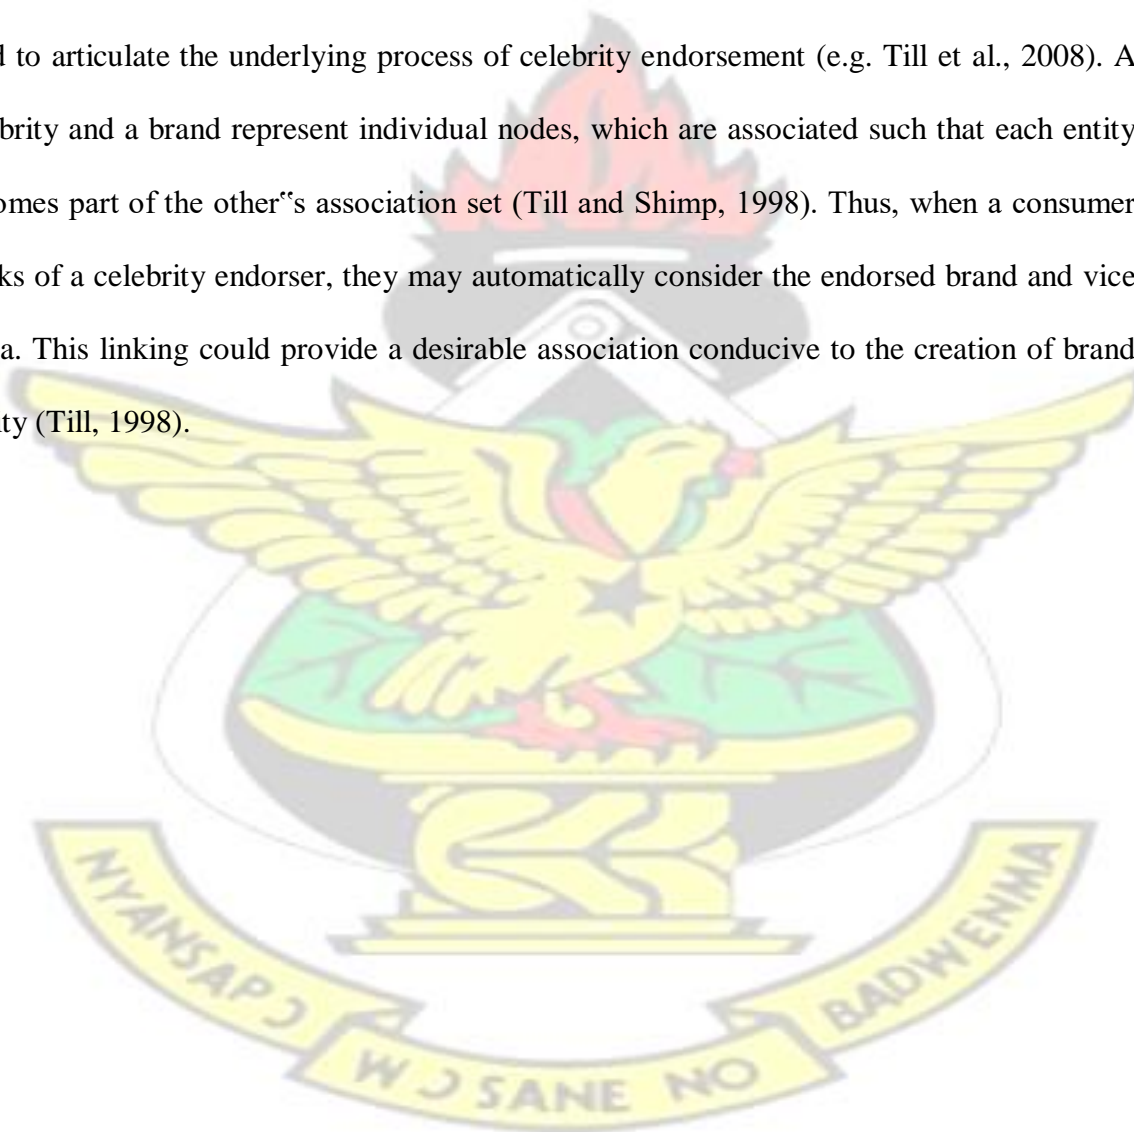 d to articulate the underlying process of celebrity endorsement (e.g. Till et al., 2008). A
brity and a brand represent individual nodes, which are associated such that each entity
omes part of the other‟s association set (Till and Shimp, 1998). Thus, when a consumer
ks of a celebrity endorser, they may automatically consider the endorsed brand and vice
a. This linking could provide a desirable association conducive to the creation of brand
ity (Till, 1998).
NYANSAPƆ
WƆSANE NO
BADWENMA